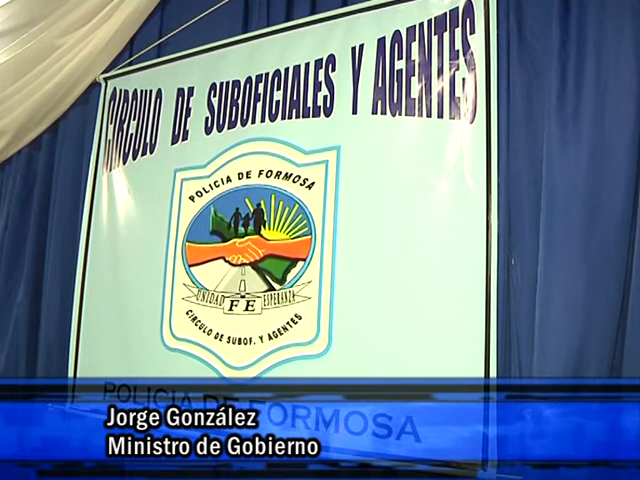 CIRCULO DE SUBOFICIALES Y AGENTES
POLICIA DE FORMOSA
UNIDAD FE ESPERANZA
CIRCULO DE SUBOF. Y AGENTES
POLICIA DE FORMOSA
Jorge González
Ministro de Gobierno